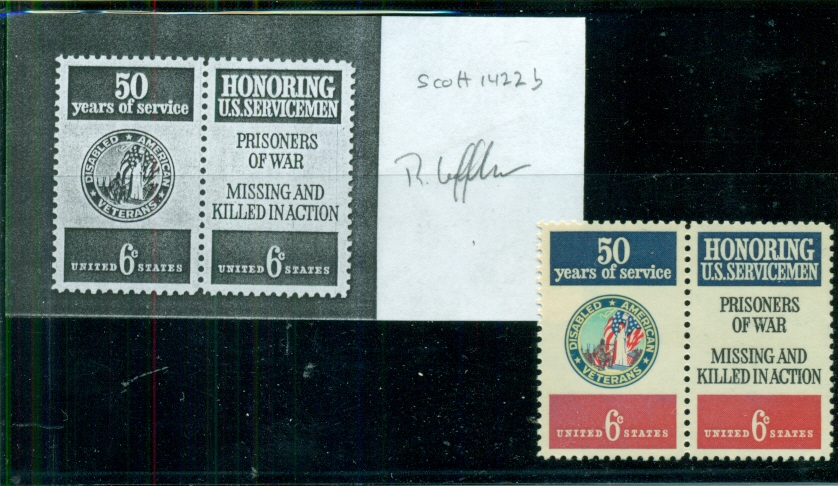 50
years of service
DISABLED ★ AMERICAN
★ VETERANS ★
6c
UNITED STATES
HONORING
U.S. SERVICEMEN
PRISONERS
OF WAR
MISSING AND
KILLED IN ACTION
6c
UNITED STATES
Scott 1422b
50
years of service
DISABLED ★ AMERICAN
★ VETERANS ★
6c
UNITED STATES
HONORING
U.S. SERVICEMEN
PRISONERS
OF WAR
MISSING AND
KILLED IN ACTION
6c
UNITED STATES